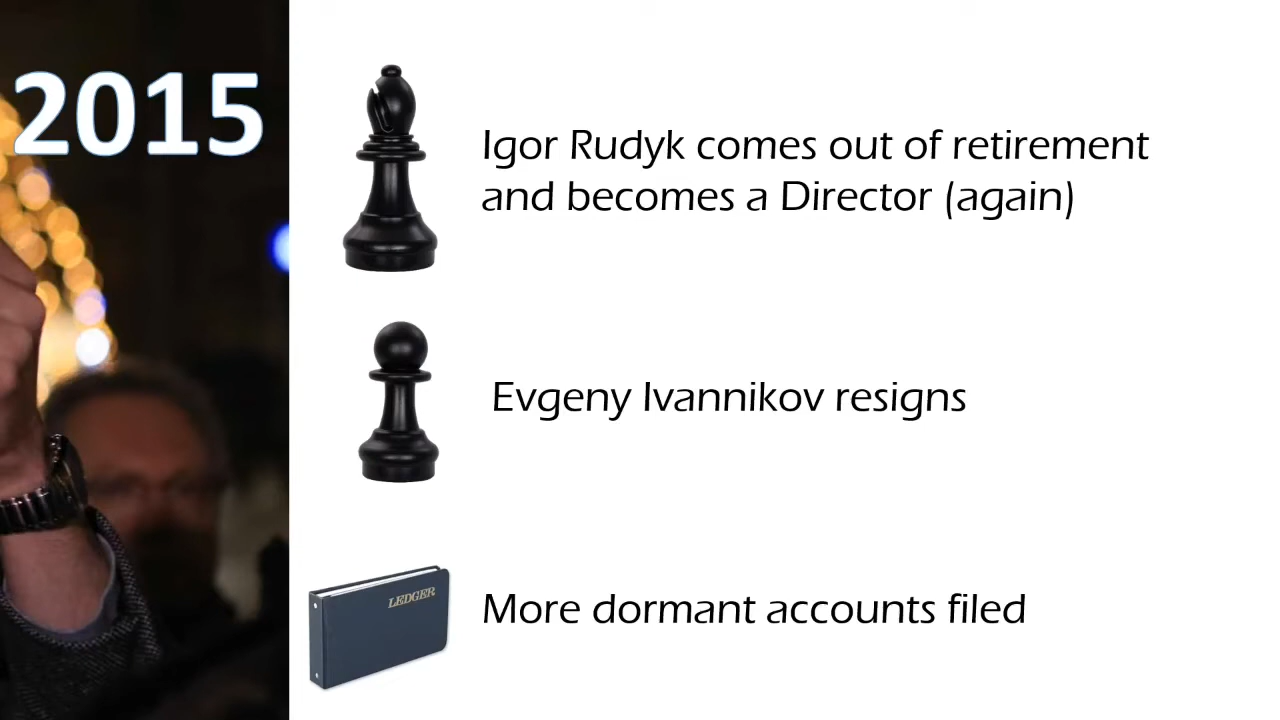 2015
Igor Rudyk comes out of retirement
and becomes a Director (again)
Evgeny Ivannikov resigns
LEDGER
More dormant accounts filed